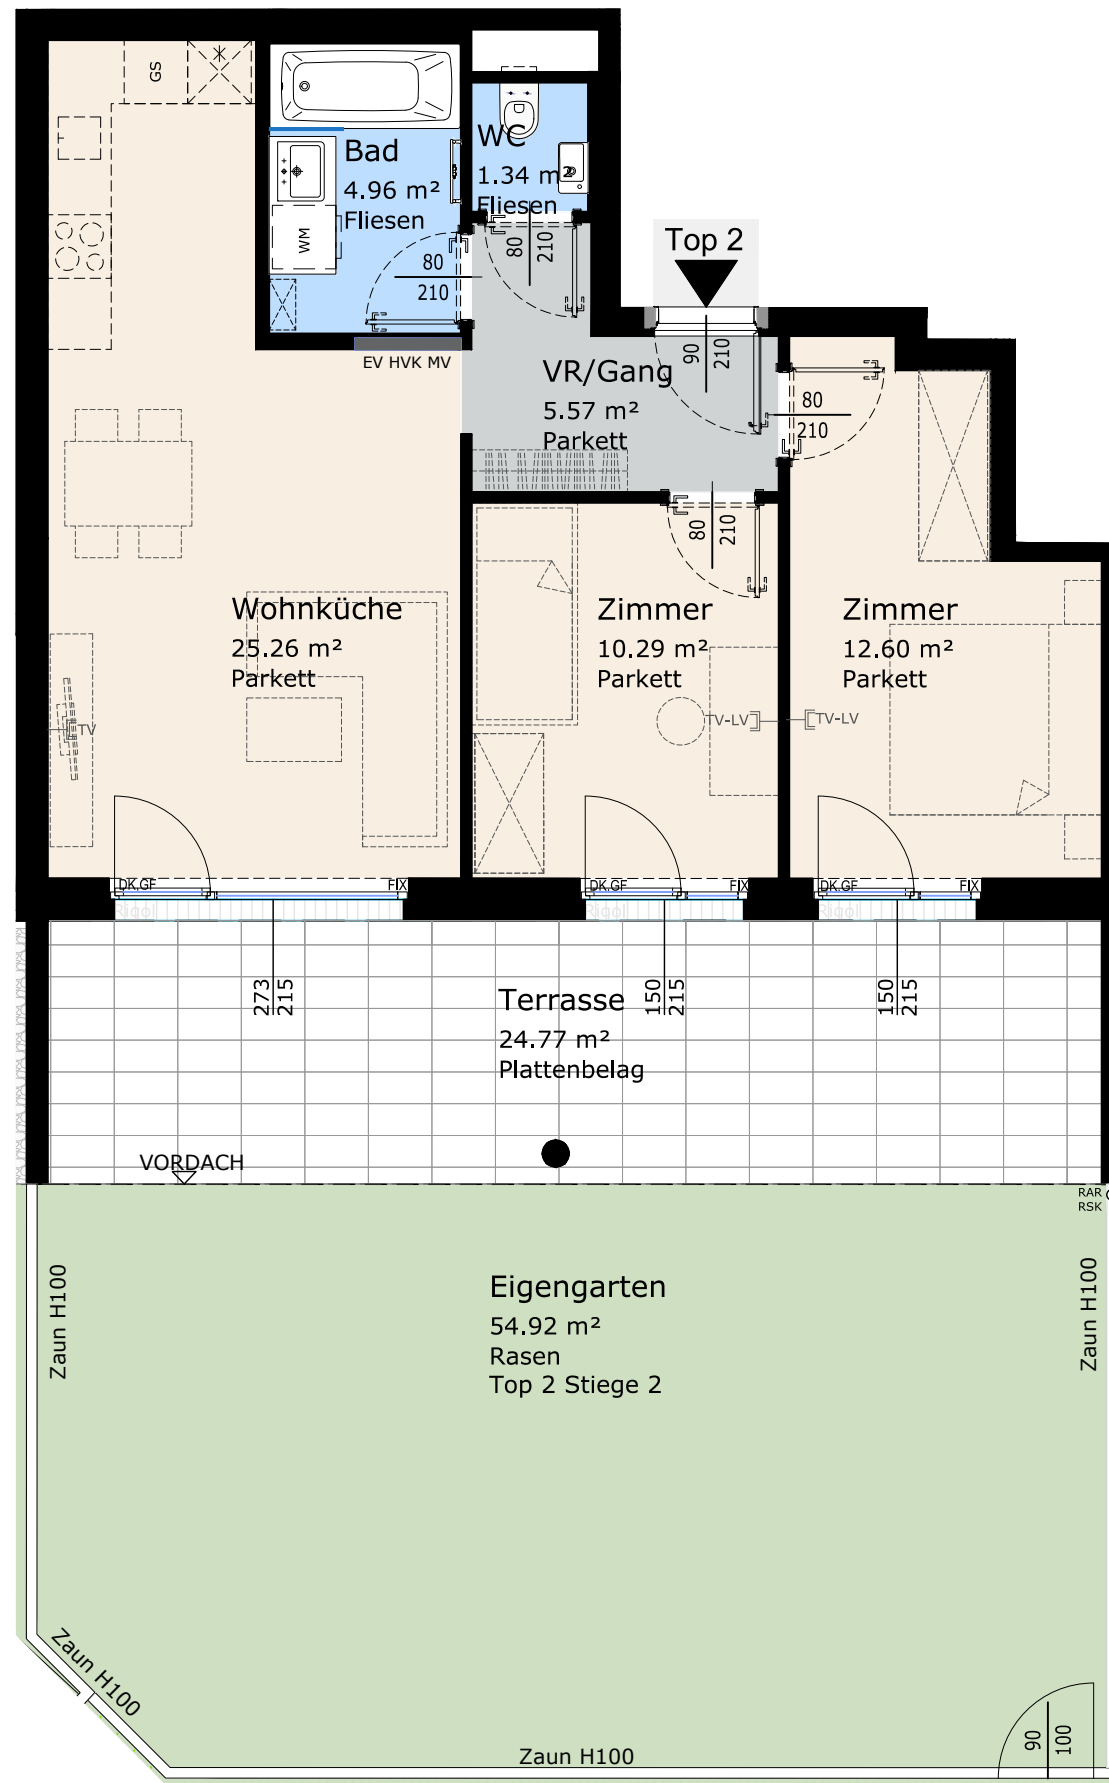 GS
Bad
4.96 m²
Fliesen
WM
WC
1.34 m²
Fliesen
80
210
80
210
Top 2
90
210
EV HVK MV
VR/Gang
5.57 m²
Parkett
80
210
80
210
Wohnküche
25.26 m²
Parkett
TV
Zimmer
10.29 m²
Parkett
TV-LV
Zimmer
12.60 m²
Parkett
TV-LV
DK,GF
FIX
DK,GF
FIX
DK,GF
FIX
Rigol
Rigol
Rigol
273
215
150
215
150
215
Terrasse
24.77 m²
Plattenbelag
VORDACH
RAR
RSK
Zaun H100
Zaun H100
Eigengarten
54.92 m²
Rasen
Top 2 Stiege 2
Zaun H100
Zaun H100
90
100